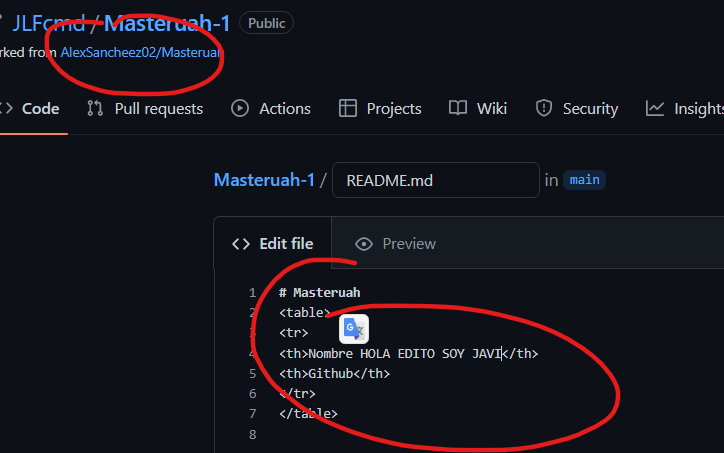 JLFcmd / Masteruah-1 Public
rked from AlexSancheez02/Masteruah
Code Pull requests Actions Projects Wiki Security Insights
Masteruah-1 / README.md in main
<> Edit file Preview
1 # Masteruah
2 <table>
3 <tr>
4 <th>Nombre HOLA EDITO SOY JAVI</th>
5 <th>Github</th>
6 </tr>
7 </table>
8